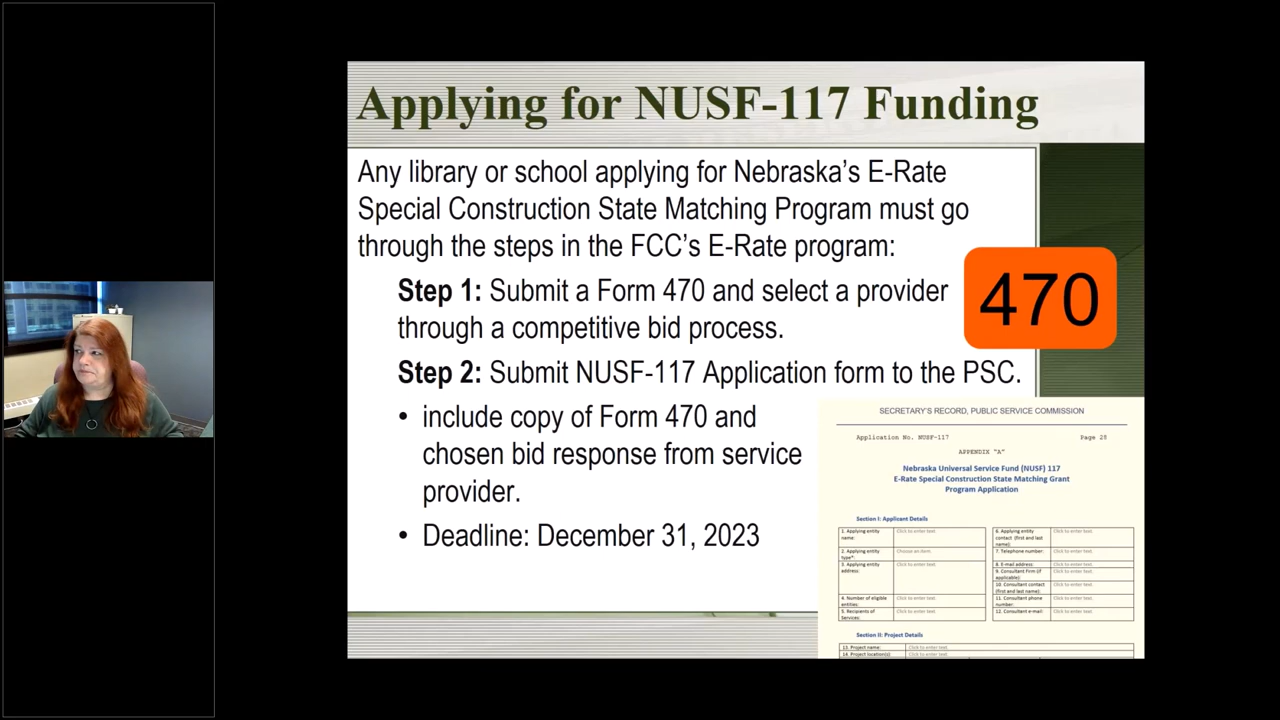 Applying for NUSF-117 Funding
Any library or school applying for Nebraska's E-Rate
Special Construction State Matching Program must go
through the steps in the FCC's E-Rate program:
Step 1: Submit a Form 470 and select a provider
through a competitive bid process.
470
Step 2: Submit NUSF-117 Application form to the PSC.
• include copy of Form 470 and
chosen bid response from service
provider.
• Deadline: December 31, 2023
SECRETARY'S RECORD, PUBLIC SERVICE COMMISSION
Application No. NUSF-117 Page 28
APPENDIX "A"
Nebraska Universal Service Fund (NUSF) 117
E-Rate Special Construction State Matching Grant
Program Application
Section I: Applicant Details
1. Applying entity
name:
Click to enter text.
2. Applying entity
type*:
Choose an item.
3. Applying entity
address:
Click to enter text.
4. Number of eligible
entities:
Click to enter text.
5. Recipients of
Services:
Click to enter text.
6. Applying entity
contact (first and last
name):
Click to enter text.
7. Telephone number:
Click to enter text.
8. E-mail address:
Click to enter text.
9. Consultant Firm (if
applicable):
Click to enter text.
10. Consultant contact
(first and last name):
Click to enter text.
11. Consultant phone
number:
Click to enter text.
12. Consultant e-mail:
Click to enter text.
Section II: Project Details
13. Project name:
Click to enter text.
14. Project location(s)
Click to enter text.